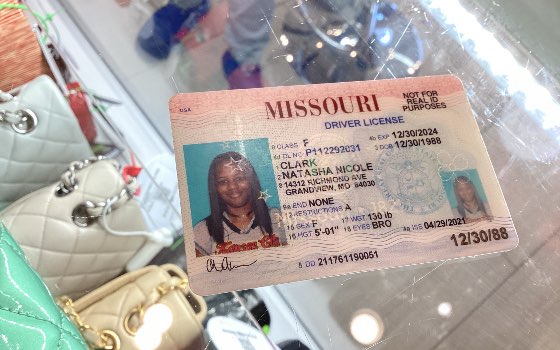 USA
MISSOURI
NOT FOR
REAL ID
PURPOSES
DRIVER LICENSE
9 CLASS F
4b EXP 12/30/2024
4d DL NO P112292031
3 DOB 12/30/1988
1 CLARK
2 NATASHA NICOLE
8 14312 RICHMOND AVE
GRANDVIEW, MO 64030
9a END NONE
12 RESTRICTIONS A
15 SEX F
17 WGT 130 lb
16 HGT 5'-01"
18 EYES BRO
4a ISS 04/29/2021
12/30/88
5 DD 211761190051